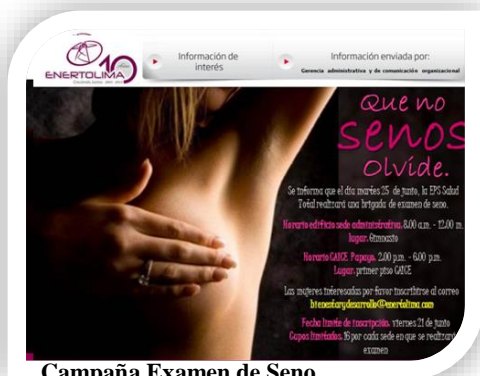 ENERTOLIMA
Información de
interés
Información enviada por:
Gerencia administrativa y de comunicación organizacional
Que no
senos
Olvide.
Se informa que el día martes 25 de junio, la EPS Salud
Total realizará una brigada de examen de seno.
Horario edificio sede administrativa. 8.00 a.m. - 12.00 m.
lugar. Gimnasio
Horario CAICE Papayo. 2.00 p.m. - 6.00 p.m.
Lugar. primer piso CAICE
Las mujeres interesadas por favor inscribirse al correo
bienestarydesarrollo@enertolima.com
Fecha límite de inscripción. viernes 21 de junio
Cupos limitados. 16 por cada sede en que se realizará
examen
Campaña Examen de Seno